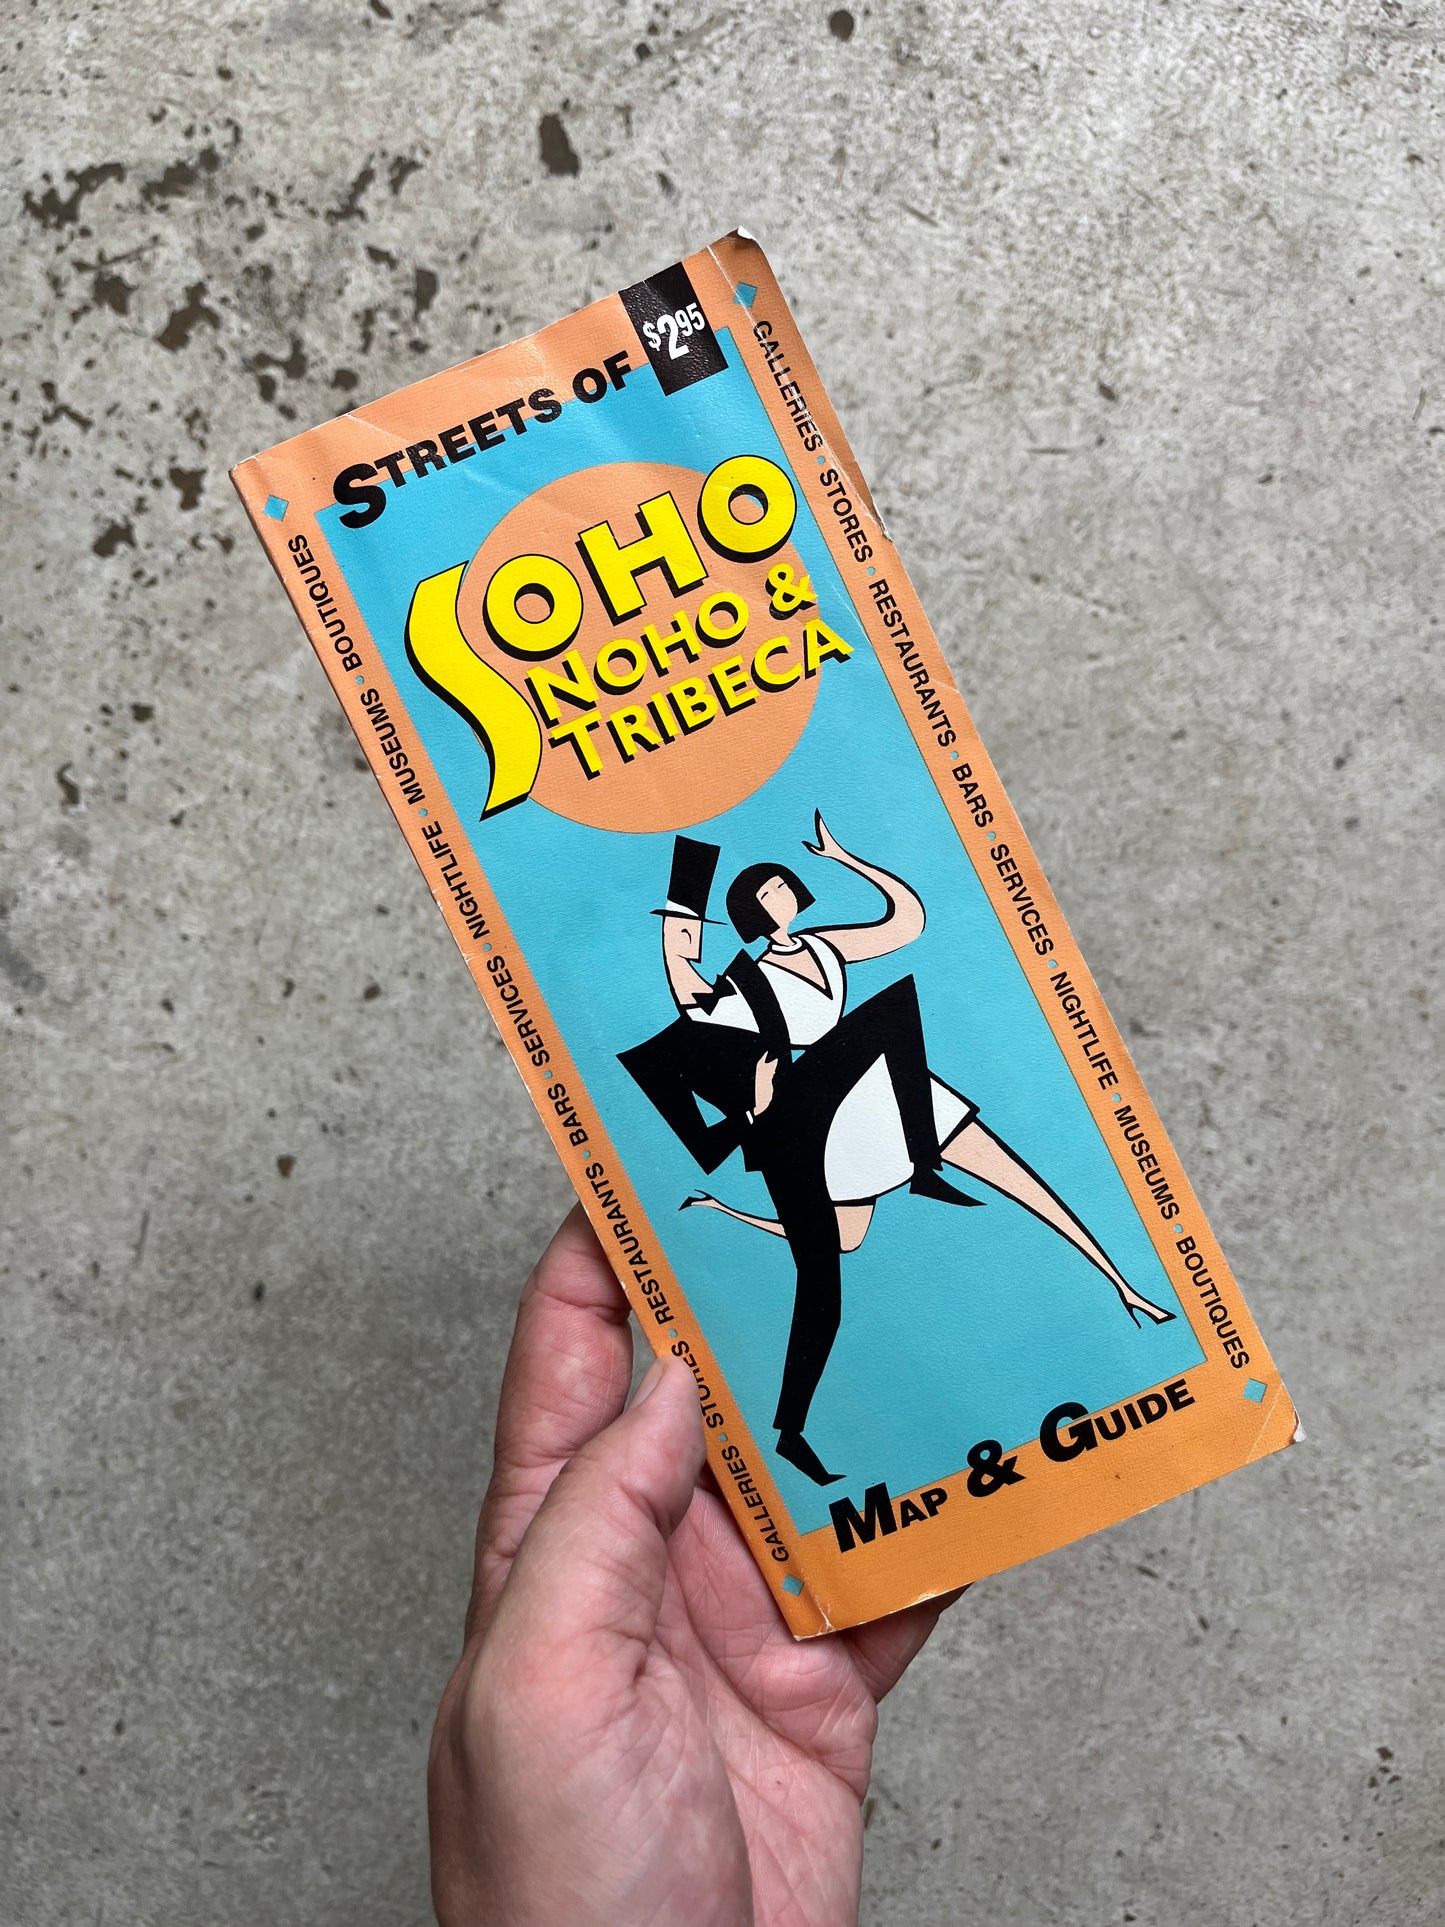 $2.95
STREETS OF
SOHO
NOHO &
TRIBECA
GALLERIES • STORES • RESTAURANTS • BARS • SERVICES • NIGHTLIFE • MUSEUMS • BOUTIQUES
GALLERIES • STORES • RESTAURANTS • BARS • SERVICES • NIGHTLIFE • MUSEUMS • BOUTIQUES
MAP & GUIDE